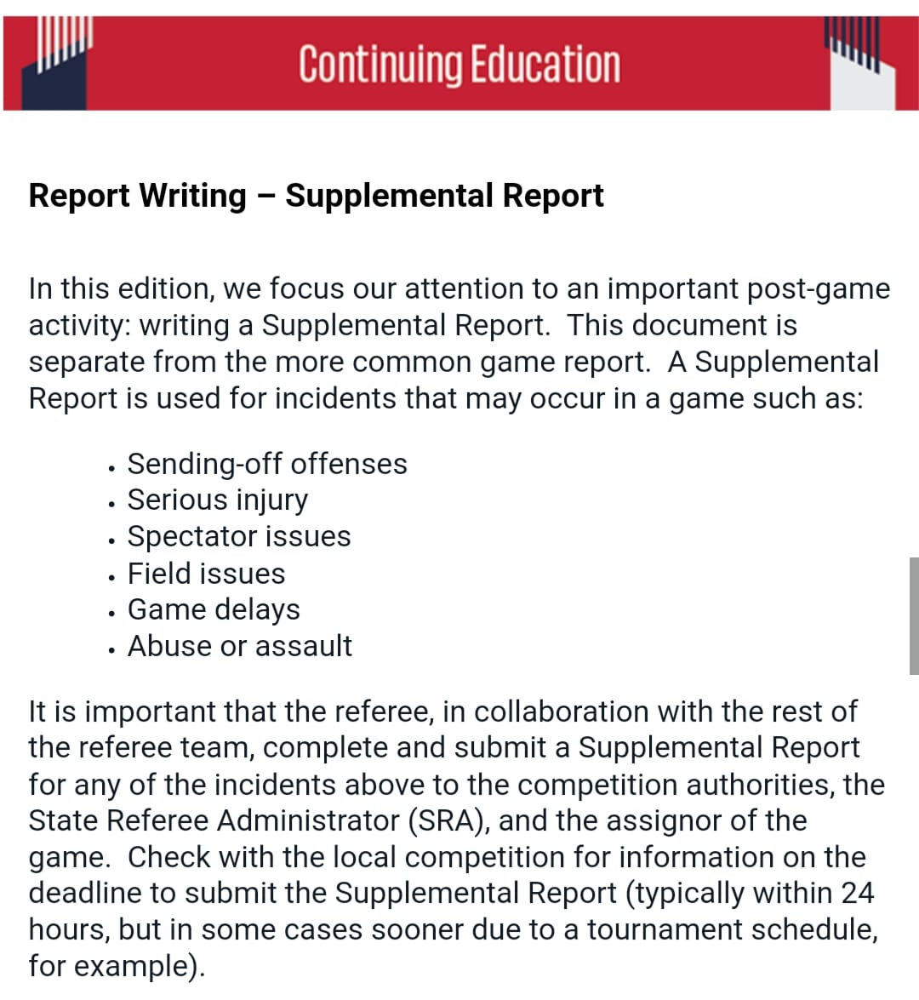 Continuing Education
Report Writing – Supplemental Report
In this edition, we focus our attention to an important post-game
activity: writing a Supplemental Report.  This document is
separate from the more common game report.  A Supplemental
Report is used for incidents that may occur in a game such as:
• Sending-off offenses
• Serious injury
• Spectator issues
• Field issues
• Game delays
• Abuse or assault
It is important that the referee, in collaboration with the rest of
the referee team, complete and submit a Supplemental Report
for any of the incidents above to the competition authorities, the
State Referee Administrator (SRA), and the assignor of the
game.  Check with the local competition for information on the
deadline to submit the Supplemental Report (typically within 24
hours, but in some cases sooner due to a tournament schedule,
for example).